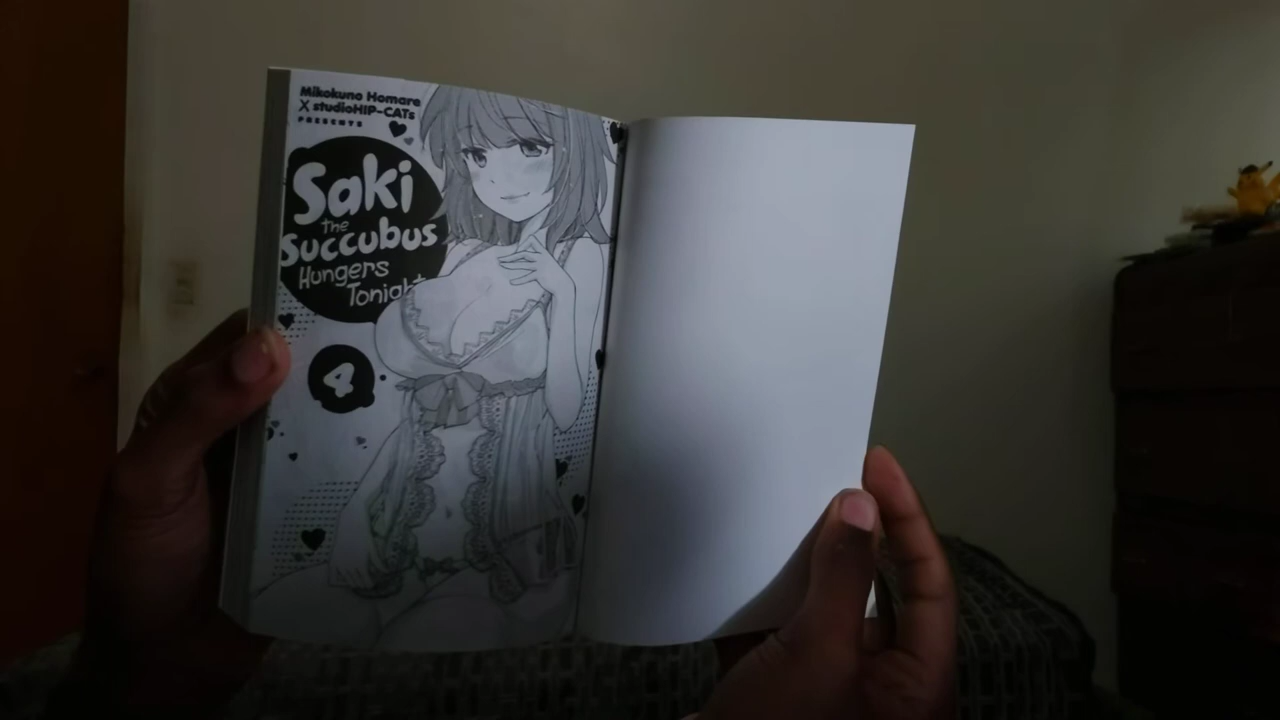 Mikokuno Homare
X studioHIP-CATs
PRESENTS
Saki
the
Succubus
Hungers
Tonight
4